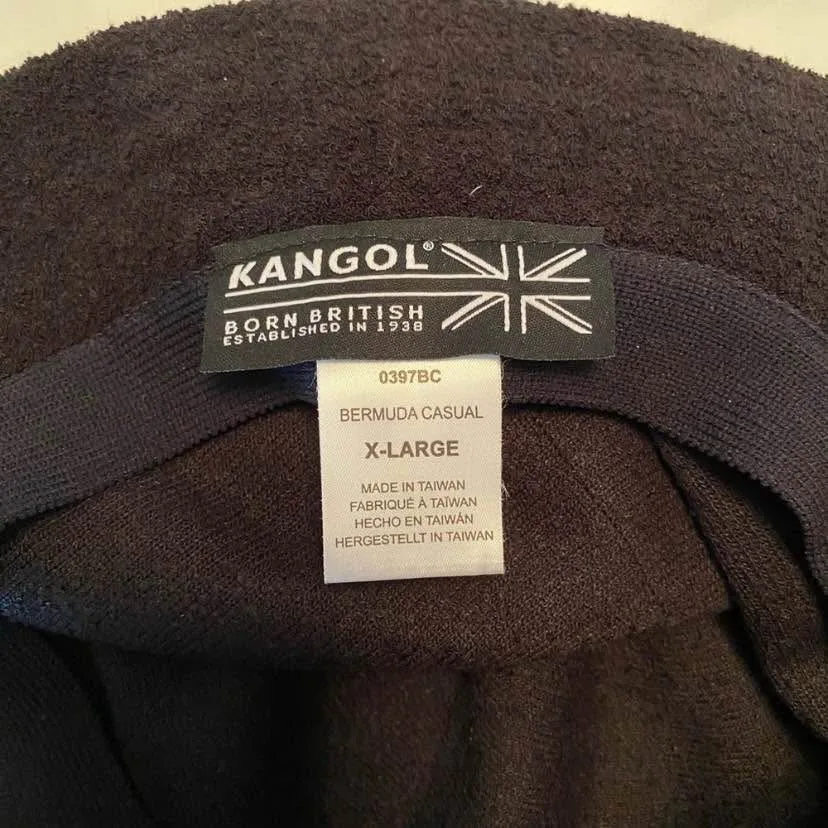 KANGOL®
BORN BRITISH
ESTABLISHED IN 1938
0397BC
BERMUDA CASUAL
X-LARGE
MADE IN TAIWAN
FABRIQUÉ À TAÏWAN
HECHO EN TAIWÁN
HERGESTELLT IN TAIWAN